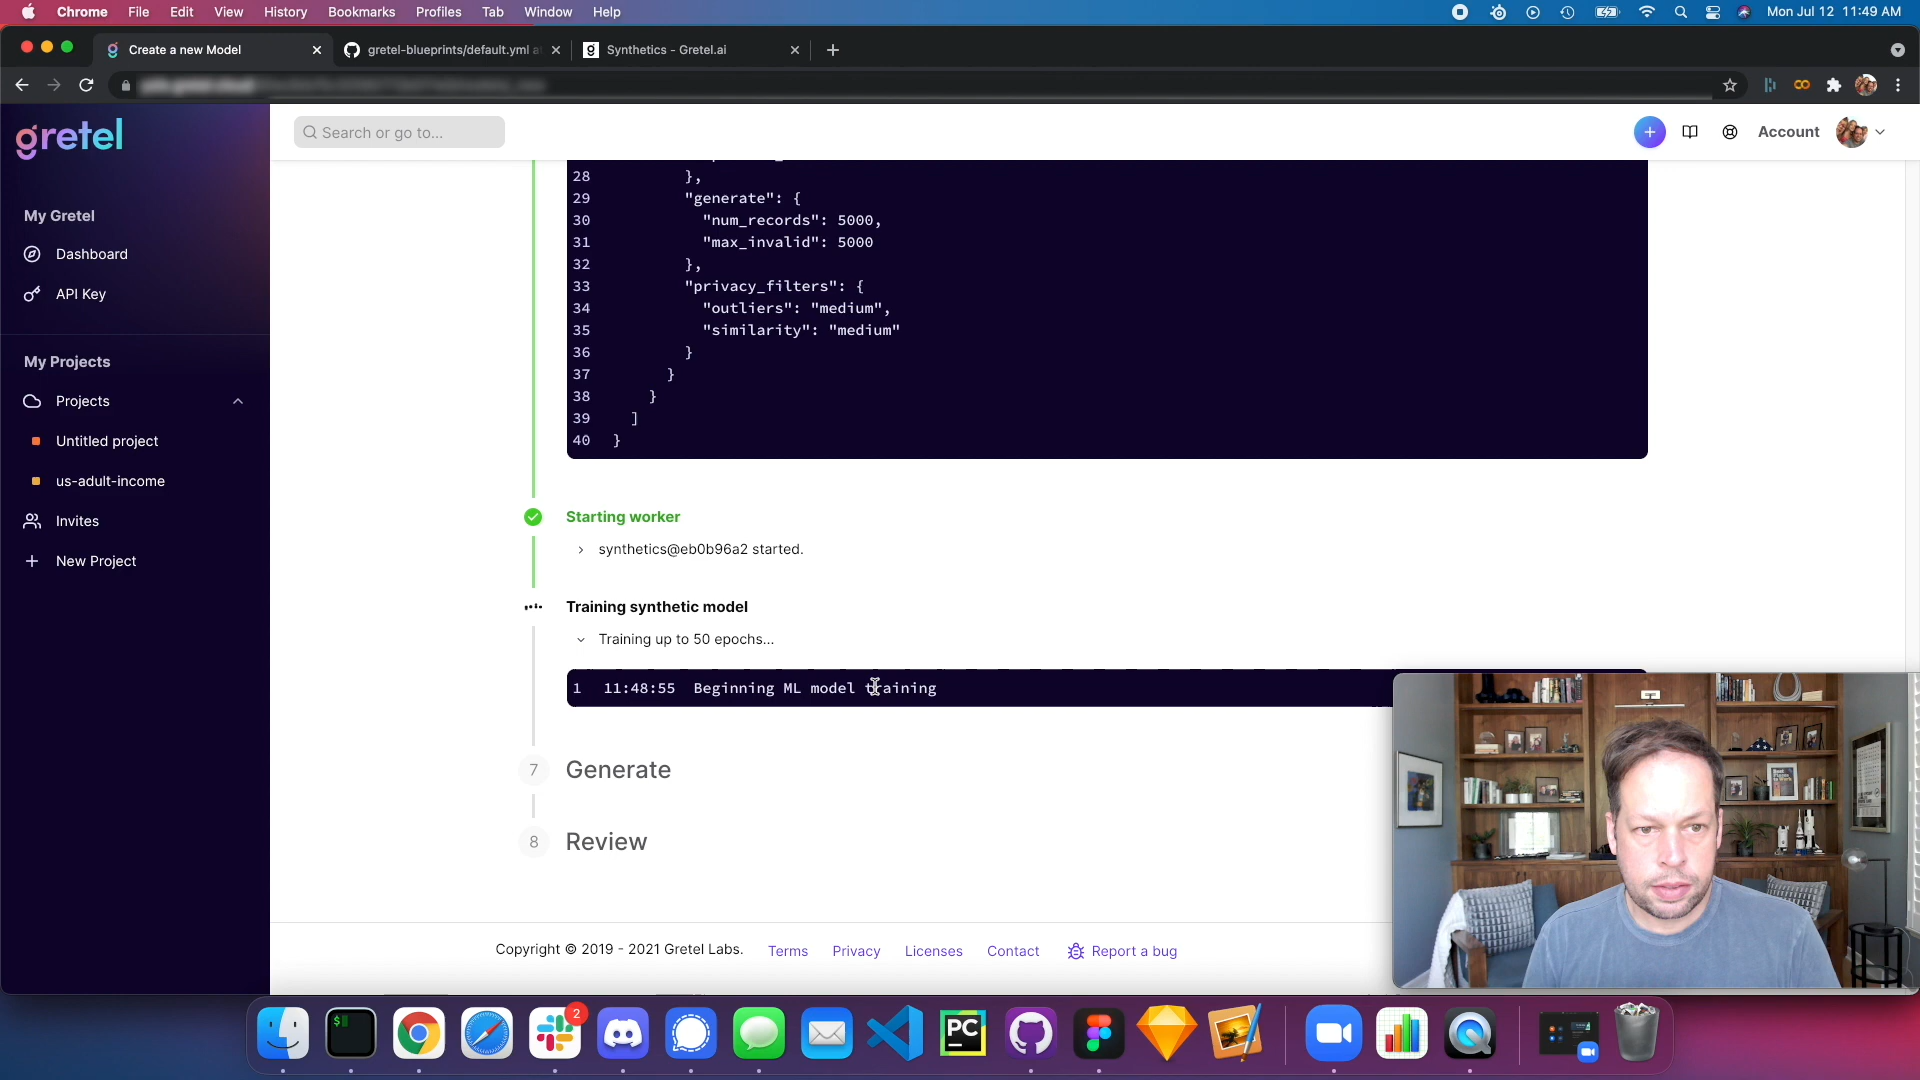 Chrome File Edit View History Bookmarks Profiles Tab Window Help Mon Jul 12 11:49 AM
Create a new Model gretel-blueprints/default.yml Synthetics - Gretel.ai
gretel
Search or go to...
Account
My Gretel
Dashboard
API Key
My Projects
Projects
Untitled project
us-adult-income
Invites
New Project
28 },
29 "generate": {
30 "num_records": 5000,
31 "max_invalid": 5000
32 },
33 "privacy_filters": {
34 "outliers": "medium",
35 "similarity": "medium"
36 }
37 }
38 }
39 ]
40 }
Starting worker
synthetics@eb0b96a2 started.
Training synthetic model
Training up to 50 epochs...
1 11:48:55 Beginning ML model training
7 Generate
8 Review
Copyright © 2019 - 2021 Gretel Labs. Terms Privacy Licenses Contact Report a bug
$
2
PC